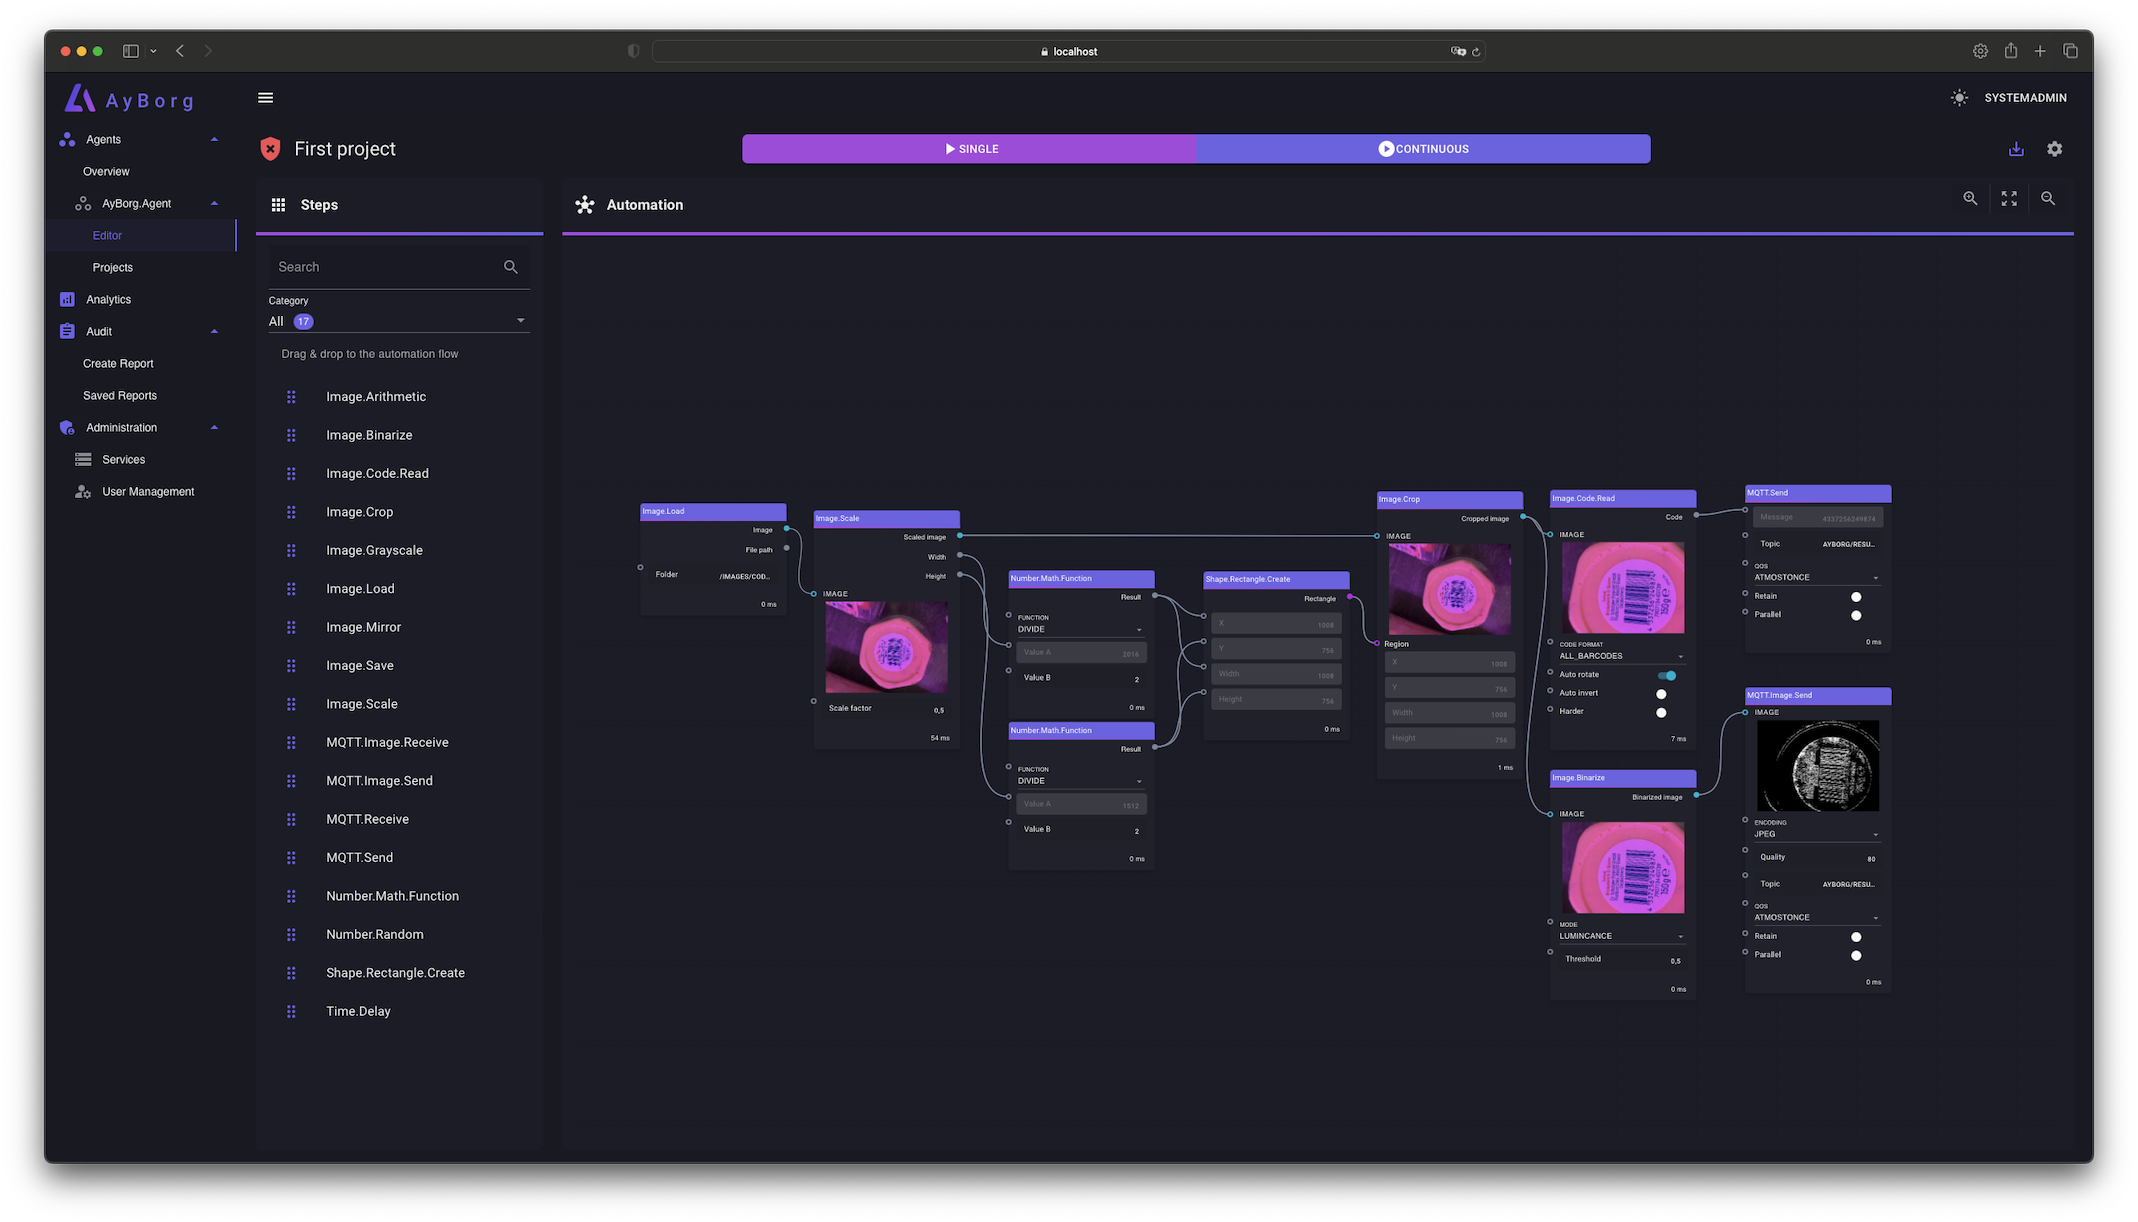 localhost
AyBorg
SYSTEMADMIN
Agents
Overview
AyBorg.Agent
Editor
Projects
Analytics
Audit
Create Report
Saved Reports
Administration
Services
User Management
First project
SINGLE
CONTINUOUS
Steps
Search
Category
All 17
Drag & drop to the automation flow
Image.Arithmetic
Image.Binarize
Image.Code.Read
Image.Crop
Image.Grayscale
Image.Load
Image.Mirror
Image.Save
Image.Scale
MQTT.Image.Receive
MQTT.Image.Send
MQTT.Receive
MQTT.Send
Number.Math.Function
Number.Random
Shape.Rectangle.Create
Time.Delay
Automation
Image.Load
Image
File path
Folder /IMAGES/COD...
0 ms
Image.Scale
Scaled image
Width
Height
IMAGE
Scale factor 0,5
54 ms
Number.Math.Function
Result
FUNCTION
DIVIDE
Value A 2016
Value B 2
0 ms
Number.Math.Function
Result
FUNCTION
DIVIDE
Value A 1512
Value B 2
0 ms
Shape.Rectangle.Create
Rectangle
X 1008
Y 756
Width 1008
Height 756
0 ms
Image.Crop
Cropped image
IMAGE
Region
X 1008
Y 756
Width 1008
Height 756
1 ms
Image.Code.Read
Code
IMAGE
150g e
CODE FORMAT
ALL_BARCODES
Auto rotate
Auto invert
Harder
7 ms
Image.Binarize
Binarized image
IMAGE
150g e
MODE
LUMINCANCE
Threshold 0,5
0 ms
MQTT.Send
Message 4337256249874
Topic AYBORG/RESU...
QOS
ATMOSTONCE
Retain
Parallel
0 ms
MQTT.Image.Send
IMAGE
ENCODING
JPEG
Quality 80
Topic AYBORG/RESU...
QOS
ATMOSTONCE
Retain
Parallel
0 ms